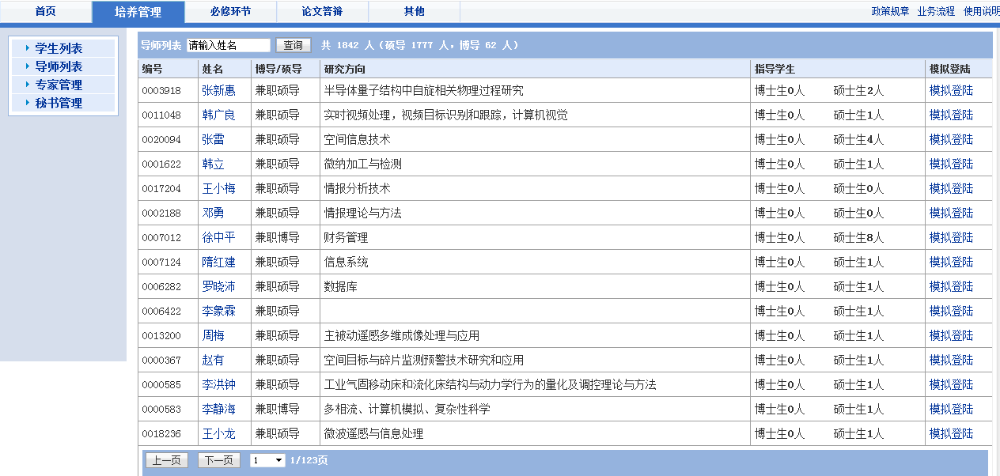 首页 培养管理 必修环节 论文答辩 其他 政策规章 业务流程 使用说明
学生列表
导师列表
专家管理
秘书管理
导师列表 请输入姓名 查询 共 1842 人（硕导 1777 人，博导 62 人）
编号 姓名 博导/硕导 研究方向 指导学生 模拟登陆
0003918 张新惠 兼职硕导 半导体量子结构中自旋相关物理过程研究 博士生0人 硕士生2人 模拟登陆
0011048 韩广良 兼职硕导 实时视频处理，视频目标识别和跟踪，计算机视觉 博士生0人 硕士生1人 模拟登陆
0020094 张雷 兼职硕导 空间信息技术 博士生0人 硕士生4人 模拟登陆
0001622 韩立 兼职硕导 微纳加工与检测 博士生0人 硕士生1人 模拟登陆
0017204 王小梅 兼职硕导 情报分析技术 博士生0人 硕士生0人 模拟登陆
0002188 邓勇 兼职硕导 情报理论与方法 博士生0人 硕士生0人 模拟登陆
0007012 徐中平 兼职博导 财务管理 博士生0人 硕士生8人 模拟登陆
0007124 隋红建 兼职硕导 信息系统 博士生0人 硕士生1人 模拟登陆
0006282 罗晓沛 兼职硕导 数据库 博士生0人 硕士生1人 模拟登陆
0006422 李象霖 兼职硕导 博士生0人 硕士生1人 模拟登陆
0013200 周梅 兼职硕导 主被动遥感多维成像处理与应用 博士生0人 硕士生1人 模拟登陆
0000367 赵有 兼职硕导 空间目标与碎片监测预警技术研究和应用 博士生0人 硕士生1人 模拟登陆
0000585 李洪钟 兼职硕导 工业气固移动床和流化床结构与动力学行为的量化及调控理论与方法 博士生0人 硕士生1人 模拟登陆
0000583 李静海 兼职博导 多相流、计算机模拟、复杂性科学 博士生0人 硕士生1人 模拟登陆
0018236 王小龙 兼职硕导 微波遥感与信息处理 博士生0人 硕士生1人 模拟登陆
上一页 下一页 1 1/123页